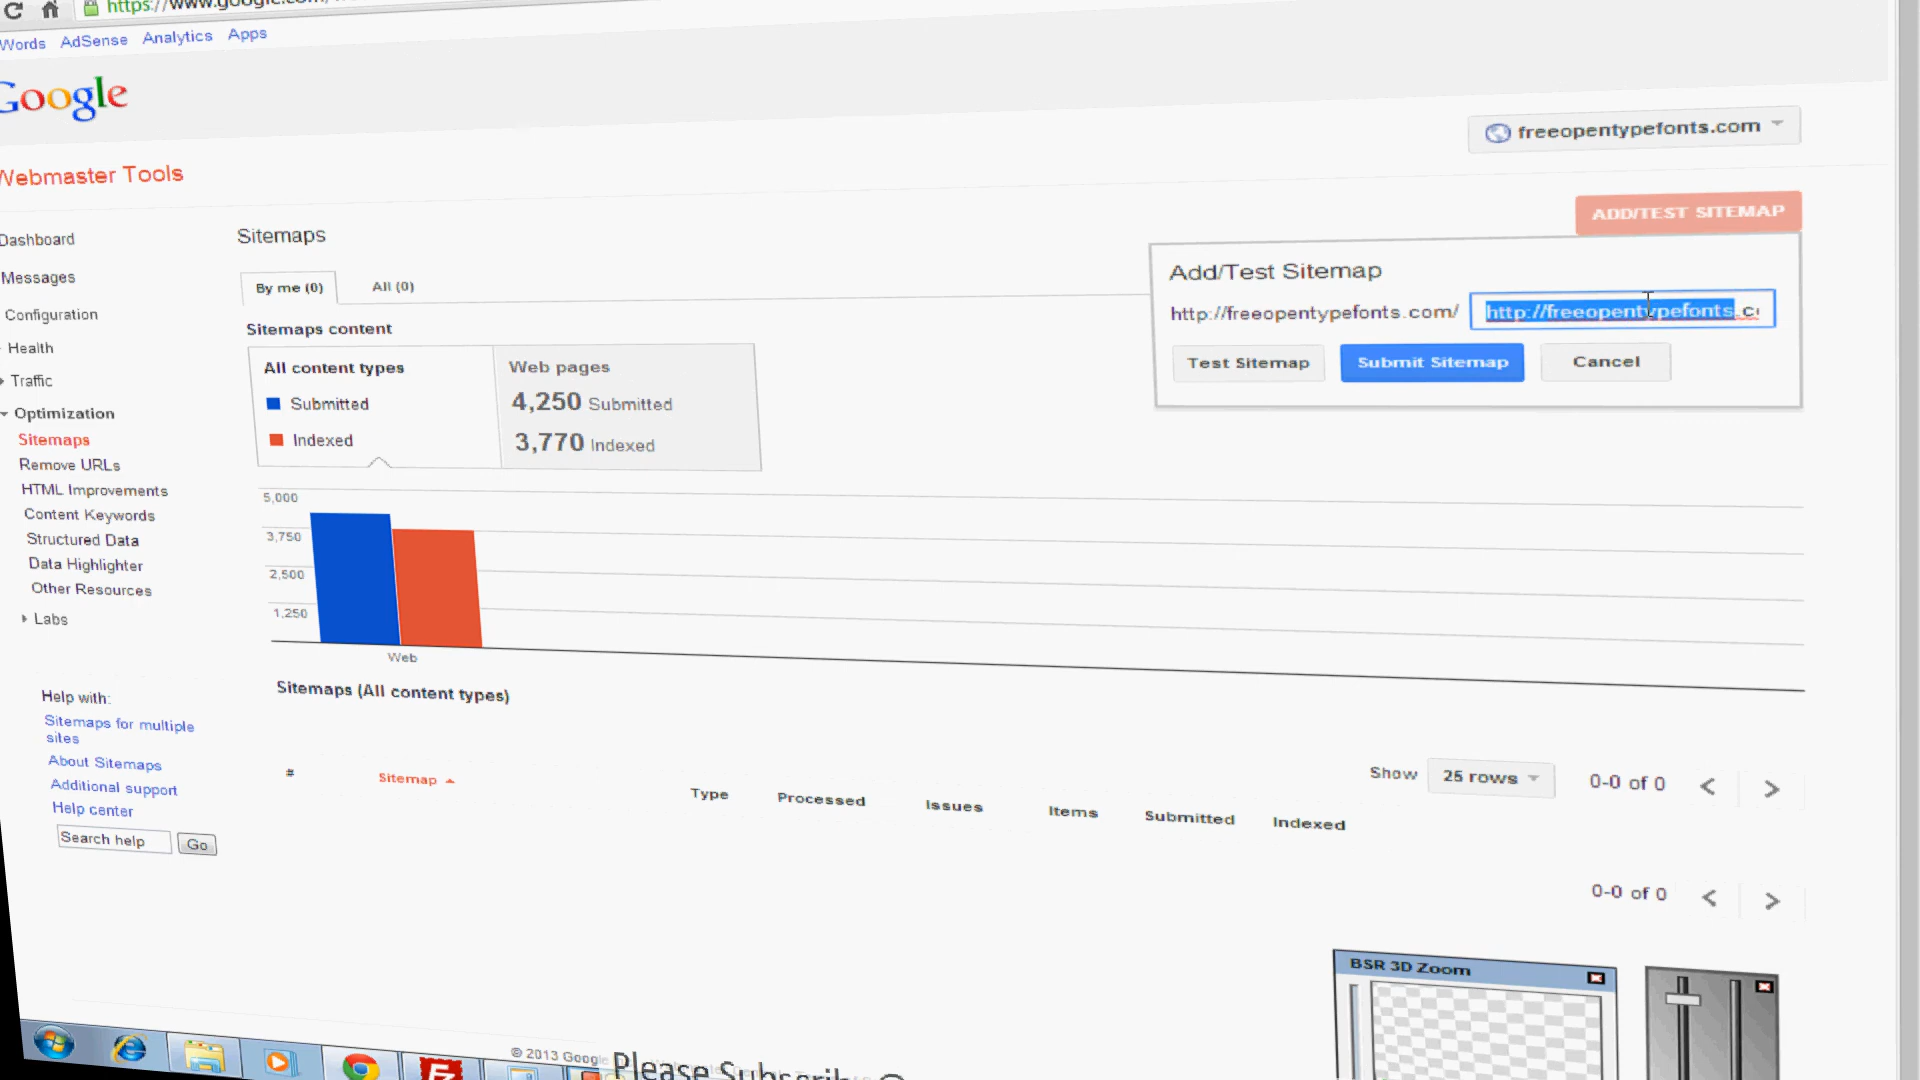 https://www.google.com/
Words AdSense Analytics Apps
Google
freeopentypefonts.com
Webmaster Tools
ADD/TEST SITEMAP
Dashboard
Messages
Configuration
Health
Traffic
Optimization
Sitemaps
Remove URLs
HTML Improvements
Content Keywords
Structured Data
Data Highlighter
Other Resources
Labs
Help with:
Sitemaps for multiple
sites
About Sitemaps
Additional support
Help center
Search help Go
Sitemaps
By me (0) All (0)
Sitemaps content
All content types
Submitted
Indexed
Web pages
4,250 Submitted
3,770 Indexed
5,000
3,750
2,500
1,250
Web
Add/Test Sitemap
http://freeopentypefonts.com/ http://freeopentypefonts.c
Test Sitemap Submit Sitemap Cancel
Sitemaps (All content types)
Show 25 rows 0-0 of 0
# Sitemap Type Processed Issues Items Submitted Indexed
0-0 of 0
BSR 3D Zoom
© 2013 Google
Please Subscrib